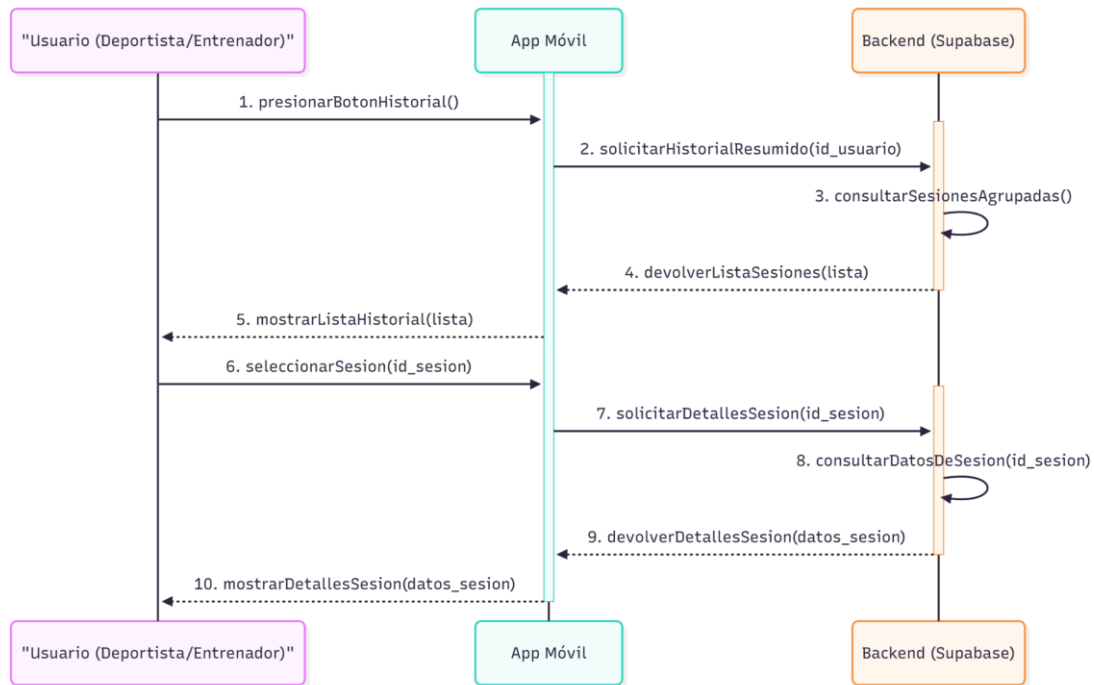 "Usuario (Deportista/Entrenador)"
App Móvil
Backend (Supabase)
1. presionarBotonHistorial()
2. solicitarHistorialResumido(id_usuario)
3. consultarSesionesAgrupadas()
4. devolverListaSesiones(lista)
5. mostrarListaHistorial(lista)
6. seleccionarSesion(id_sesion)
7. solicitarDetallesSesion(id_sesion)
8. consultarDatosDeSesion(id_sesion)
9. devolverDetallesSesion(datos_sesion)
10. mostrarDetallesSesion(datos_sesion)
"Usuario (Deportista/Entrenador)"
App Móvil
Backend (Supabase)